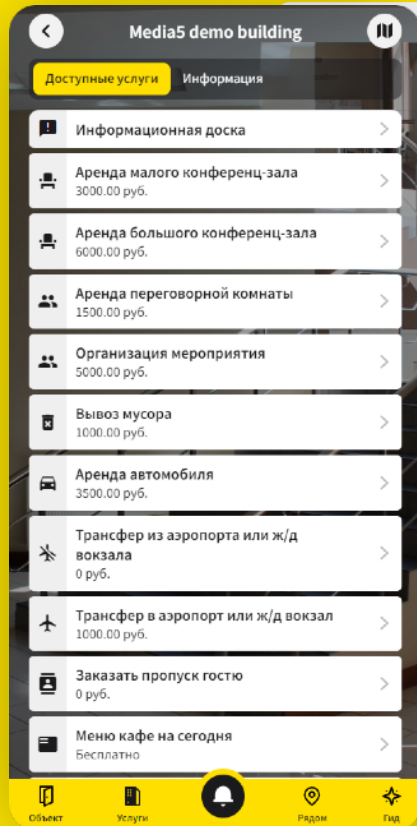 Media5 demo building
Доступные услуги Информация
Информационная доска
Аренда малого конференц-зала
3000.00 руб.
Аренда большого конференц-зала
6000.00 руб.
Аренда переговорной комнаты
1500.00 руб.
Организация мероприятия
5000.00 руб.
Вывоз мусора
1000.00 руб.
Аренда автомобиля
3500.00 руб.
Трансфер из аэропорта или ж/д
вокзала
0 руб.
Трансфер в аэропорт или ж/д вокзал
1000.00 руб.
Заказать пропуск гостю
0 руб.
Меню кафе на сегодня
Бесплатно
Объект Услуги Рядом Гид